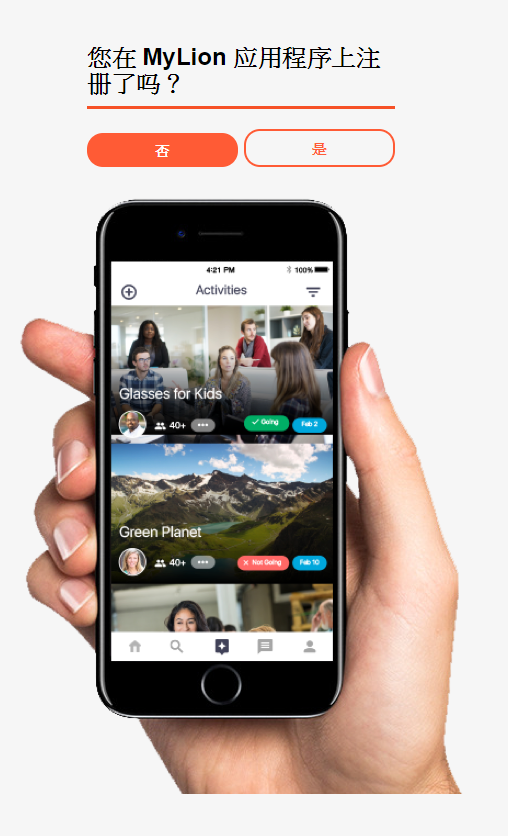 您在 MyLion 应用程序上注
册了吗？
否
是
4:21 PM
100%
Activities
Glasses for Kids
40+
Going
Feb 2
Green Planet
40+
Not Going
Feb 10